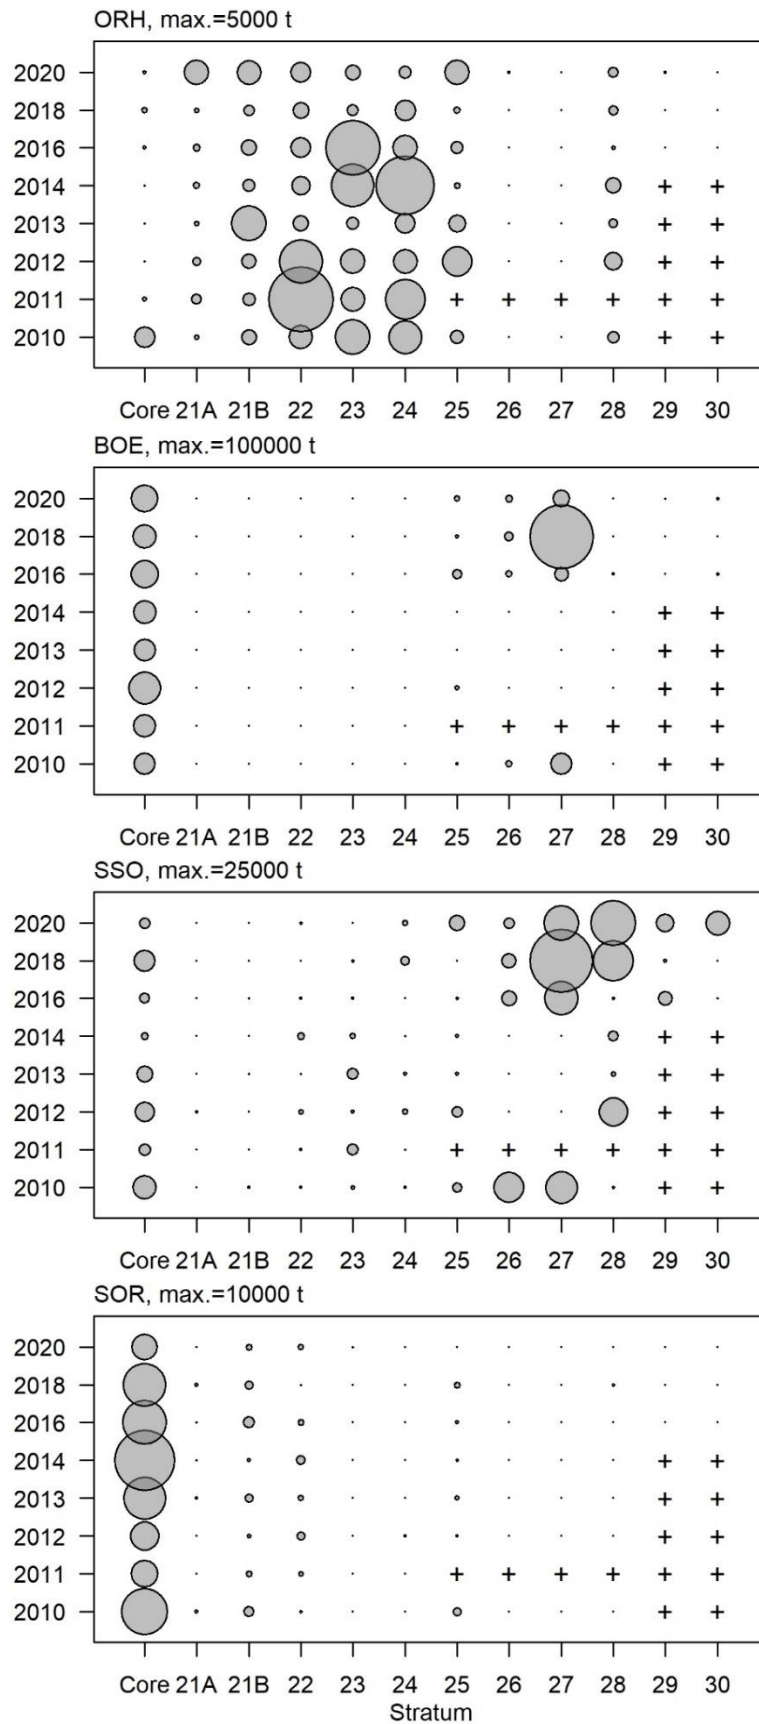 ORH, max.=5000 t
2020
2018
2016
2014 + +
2013 + +
2012 + +
2011 + + + + + +
2010 + +
Core 21A 21B 22 23 24 25 26 27 28 29 30
BOE, max.=100000 t
2020
2018
2016
2014 + +
2013 + +
2012 + +
2011 + + + + + +
2010 + +
Core 21A 21B 22 23 24 25 26 27 28 29 30
SSO, max.=25000 t
2020
2018
2016
2014 + +
2013 + +
2012 + +
2011 + + + + + +
2010 + +
Core 21A 21B 22 23 24 25 26 27 28 29 30
SOR, max.=10000 t
2020
2018
2016
2014 + +
2013 + +
2012 + +
2011 + + + + + +
2010 + +
Core 21A 21B 22 23 24 25 26 27 28 29 30
Stratum